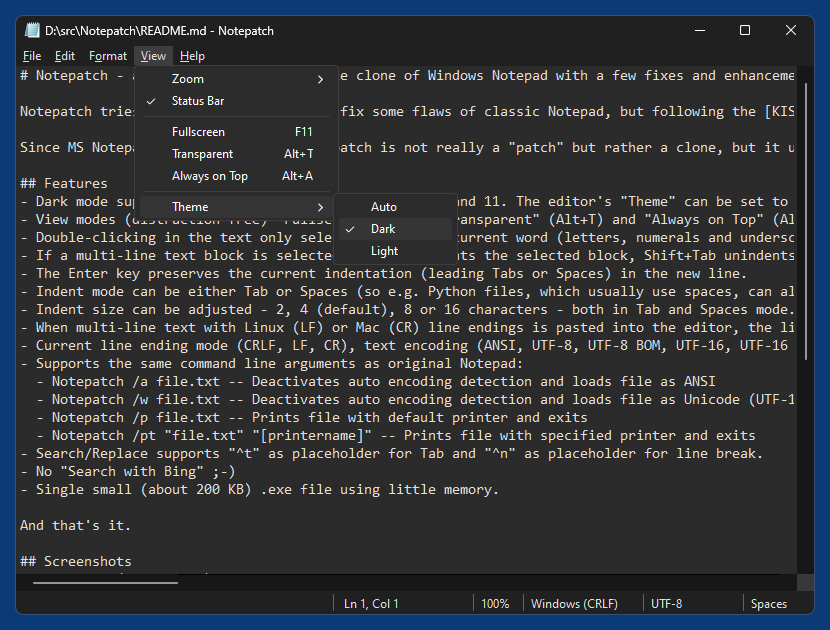 D:\src\Notepatch\README.md - Notepatch
File Edit Format View Help
# Notepatch - a
e clone of Windows Notepad with a few fixes and enhanceme
Zoom
Status Bar
Notepatch tries
fix some flaws of classic Notepad, but following the [KIS
Fullscreen F11
Since MS Notepa
patch is not really a "patch" but rather a clone, but it u
Transparent Alt+T
Always on Top Alt+A
## Features
- Dark mode sup
and 11. The editor's "Theme" can be set to
Theme
Auto
Dark
Light
- View modes (distraction free) "Fullscreen
ransparent" (Alt+T) and "Always on Top" (Al
- Double-clicking in the text only sele
current word (letters, numerals and undersc
- If a multi-line text block is selecte
nts the selected block, Shift+Tab unindents
- The Enter key preserves the current indentation (leading Tabs or Spaces) in the new line.
- Indent mode can be either Tab or Spaces (so e.g. Python files, which usually use spaces, can al
- Indent size can be adjusted - 2, 4 (default), 8 or 16 characters - both in Tab and Spaces mode.
- When multi-line text with Linux (LF) or Mac (CR) line endings is pasted into the editor, the li
- Current line ending mode (CRLF, LF, CR), text encoding (ANSI, UTF-8, UTF-8 BOM, UTF-16, UTF-16
- Supports the same command line arguments as original Notepad:
- Notepatch /a file.txt -- Deactivates auto encoding detection and loads file as ANSI
- Notepatch /w file.txt -- Deactivates auto encoding detection and loads file as Unicode (UTF-1
- Notepatch /p file.txt -- Prints file with default printer and exits
- Notepatch /pt "file.txt" "[printername]" -- Prints file with specified printer and exits
- Search/Replace supports "^t" as placeholder for Tab and "^n" as placeholder for line break.
- No "Search with Bing" ;-)
- Single small (about 200 KB) .exe file using little memory.
And that's it.
## Screenshots
Ln 1, Col 1 100% Windows (CRLF) UTF-8 Spaces